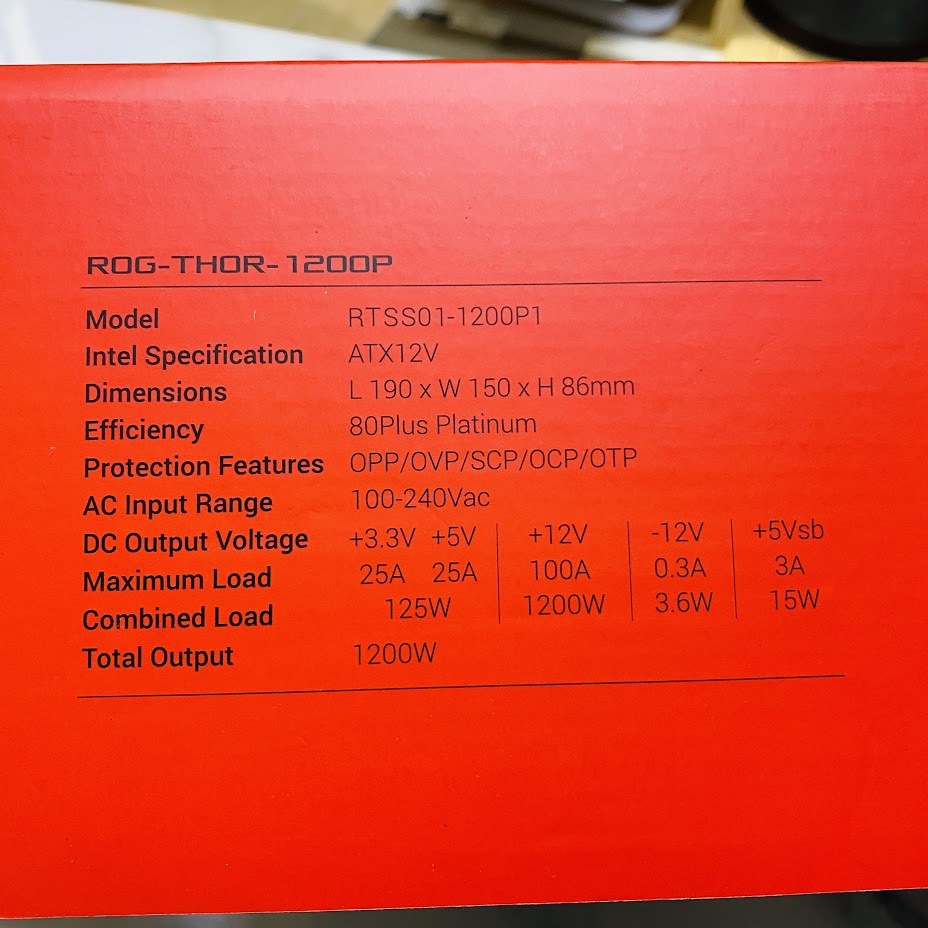 ROG-THOR-1200P
Model RTSS01-1200P1
Intel Specification ATX12V
Dimensions L 190 x W 150 x H 86mm
Efficiency 80Plus Platinum
Protection Features OPP/OVP/SCP/OCP/OTP
AC Input Range 100-240Vac
DC Output Voltage +3.3V +5V +12V -12V +5Vsb
Maximum Load 25A 25A 100A 0.3A 3A
Combined Load 125W 1200W 3.6W 15W
Total Output 1200W